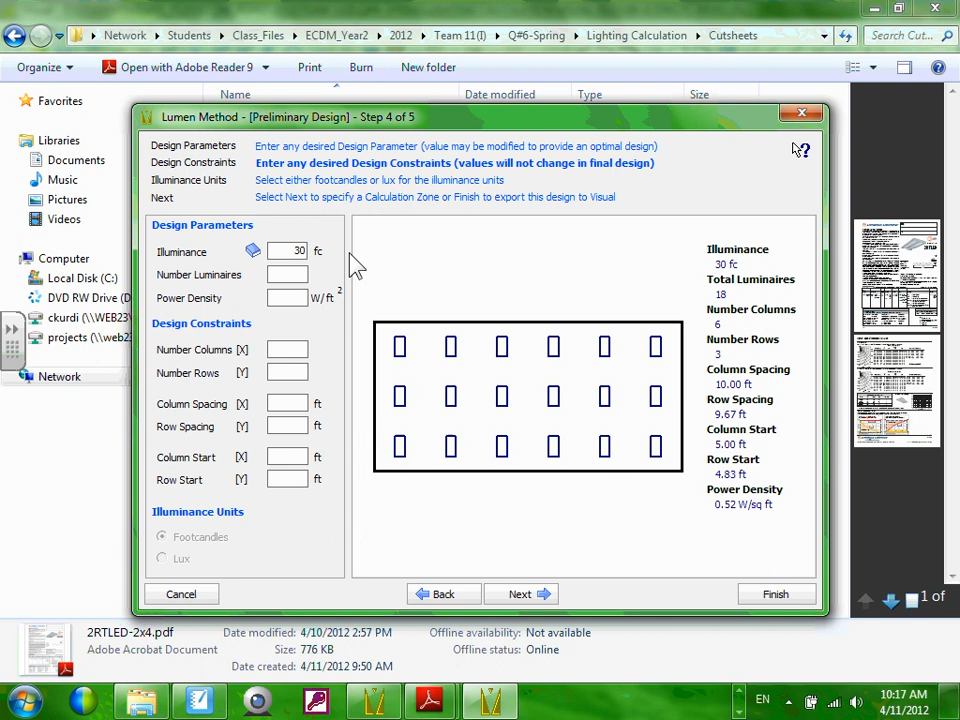 Network ▸ Students ▸ Class_Files ▸ ECDM_Year2 ▸ 2012 ▸ Team 11(I) ▸ Q#6-Spring ▸ Lighting Calculation ▸ Cutsheets
Search Cut...
Organize Open with Adobe Reader 9 Print Burn New folder
Name Date modified Type Size
Favorites
Libraries
Documents
Music
Pictures
Videos
Computer
Local Disk (C:)
DVD RW Drive (D
ckurdi (\\WEB23\
projects (\\web23
Network
Lumen Method - [Preliminary Design] - Step 4 of 5
Design Parameters Enter any desired Design Parameter (value may be modified to provide an optimal design)
Design Constraints Enter any desired Design Constraints (values will not change in final design)
Illuminance Units Select either footcandles or lux for the illuminance units
Next Select Next to specify a Calculation Zone or Finish to export this design to Visual
Design Parameters
Illuminance 30 fc
Number Luminaires
Power Density W/ft 2
Design Constraints
Number Columns [X]
Number Rows [Y]
Column Spacing [X] ft
Row Spacing [Y] ft
Column Start [X] ft
Row Start [Y] ft
Illuminance Units
Footcandles
Lux
Illuminance
30 fc
Total Luminaires
18
Number Columns
6
Number Rows
3
Column Spacing
10.00 ft
Row Spacing
9.67 ft
Column Start
5.00 ft
Row Start
4.83 ft
Power Density
0.52 W/sq ft
Cancel Back Next Finish
1 of
2RTLED-2x4.pdf Date modified: 4/10/2012 2:57 PM Offline availability: Not available
Adobe Acrobat Document Size: 776 KB Offline status: Online
Date created: 4/11/2012 9:50 AM
EN
10:17 AM
4/11/2012